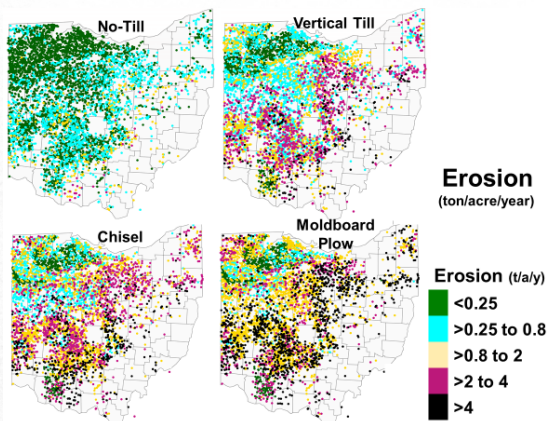 No-Till
Vertical Till
Erosion
(ton/acre/year)
Chisel
Moldboard
Plow
Erosion (t/a/y)
<0.25
>0.25 to 0.8
>0.8 to 2
>2 to 4
>4